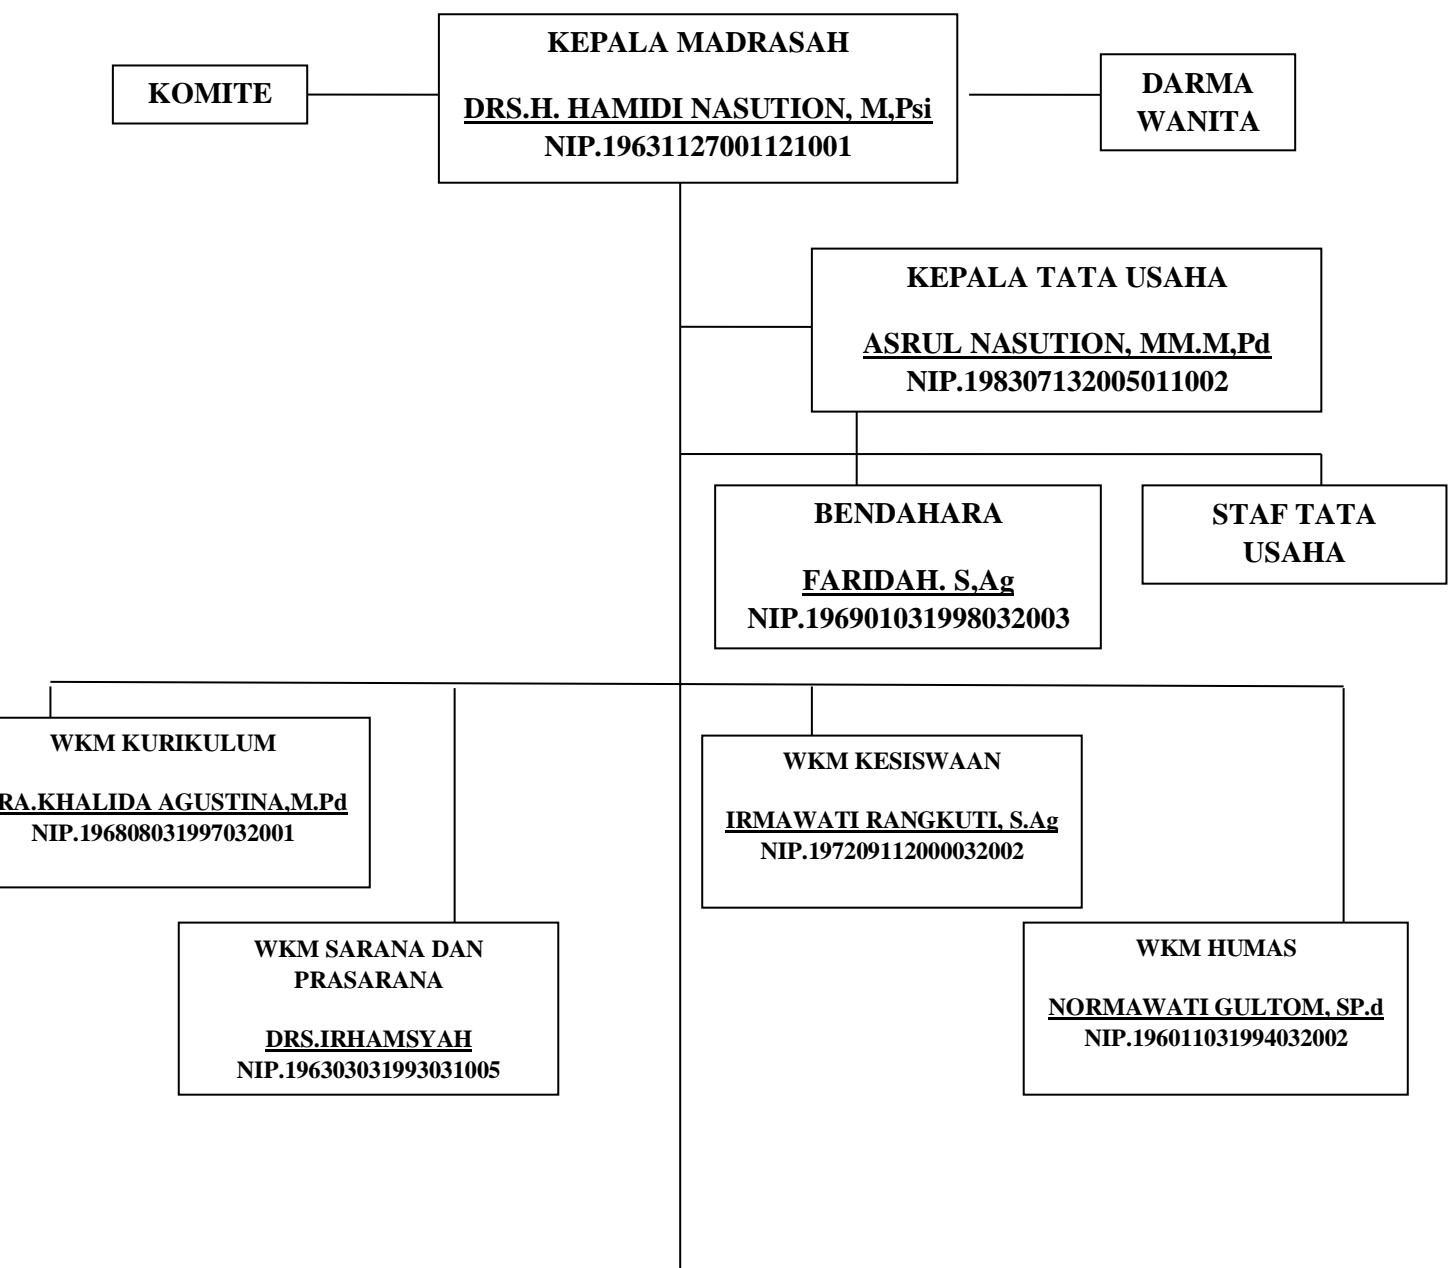 KEPALA MADRASAH
DRS.H. HAMIDI NASUTION, M,Psi
NIP.19631127001121001
KOMITE
DARMA
WANITA
KEPALA TATA USAHA
ASRUL NASUTION, MM.M,Pd
NIP.198307132005011002
BENDAHARA
FARIDAH. S,Ag
NIP.196901031998032003
STAF TATA
USAHA
WKM KURIKULUM
RA.KHALIDA AGUSTINA,M.Pd
NIP.196808031997032001
WKM KESISWAAN
IRMAWATI RANGKUTI, S.Ag
NIP.197209112000032002
WKM SARANA DAN
PRASARANA
DRS.IRHAMSYAH
NIP.196303031993031005
WKM HUMAS
NORMAWATI GULTOM, SP.d
NIP.196011031994032002